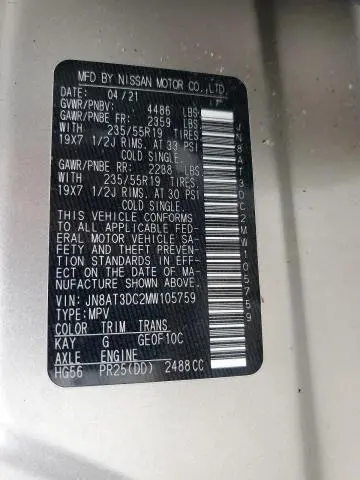 MFD BY NISSAN MOTOR CO.,LTD.
DATE: 04/21
GVWR/PNBV: 4486 LBS
GAWR/PNBE FR: 2359 LBS
WITH 235/55R19 TIRES
19X7 1/2J RIMS, AT 33 PSI
COLD SINGLE.
GAWR/PNBE RR: 2288 LBS
WITH 235/55R19 TIRES
19X7 1/2J RIMS, AT 30 PSI
COLD SINGLE.
THIS VEHICLE CONFORMS
TO ALL APPLICABLE FED-
ERAL MOTOR VEHICLE SA-
FETY AND THEFT PREVEN-
TION STANDARDS IN EFFECT
ON THE DATE OF MANU-
FACTURE SHOWN ABOVE.
VIN: JN8AT3DC2MW105759
TYPE: MPV
COLOR TRIM TRANS
KAY G GE0F10C
AXLE ENGINE
HG56 PR25(DD) 2488CC
JN8AT3DC2MW105759